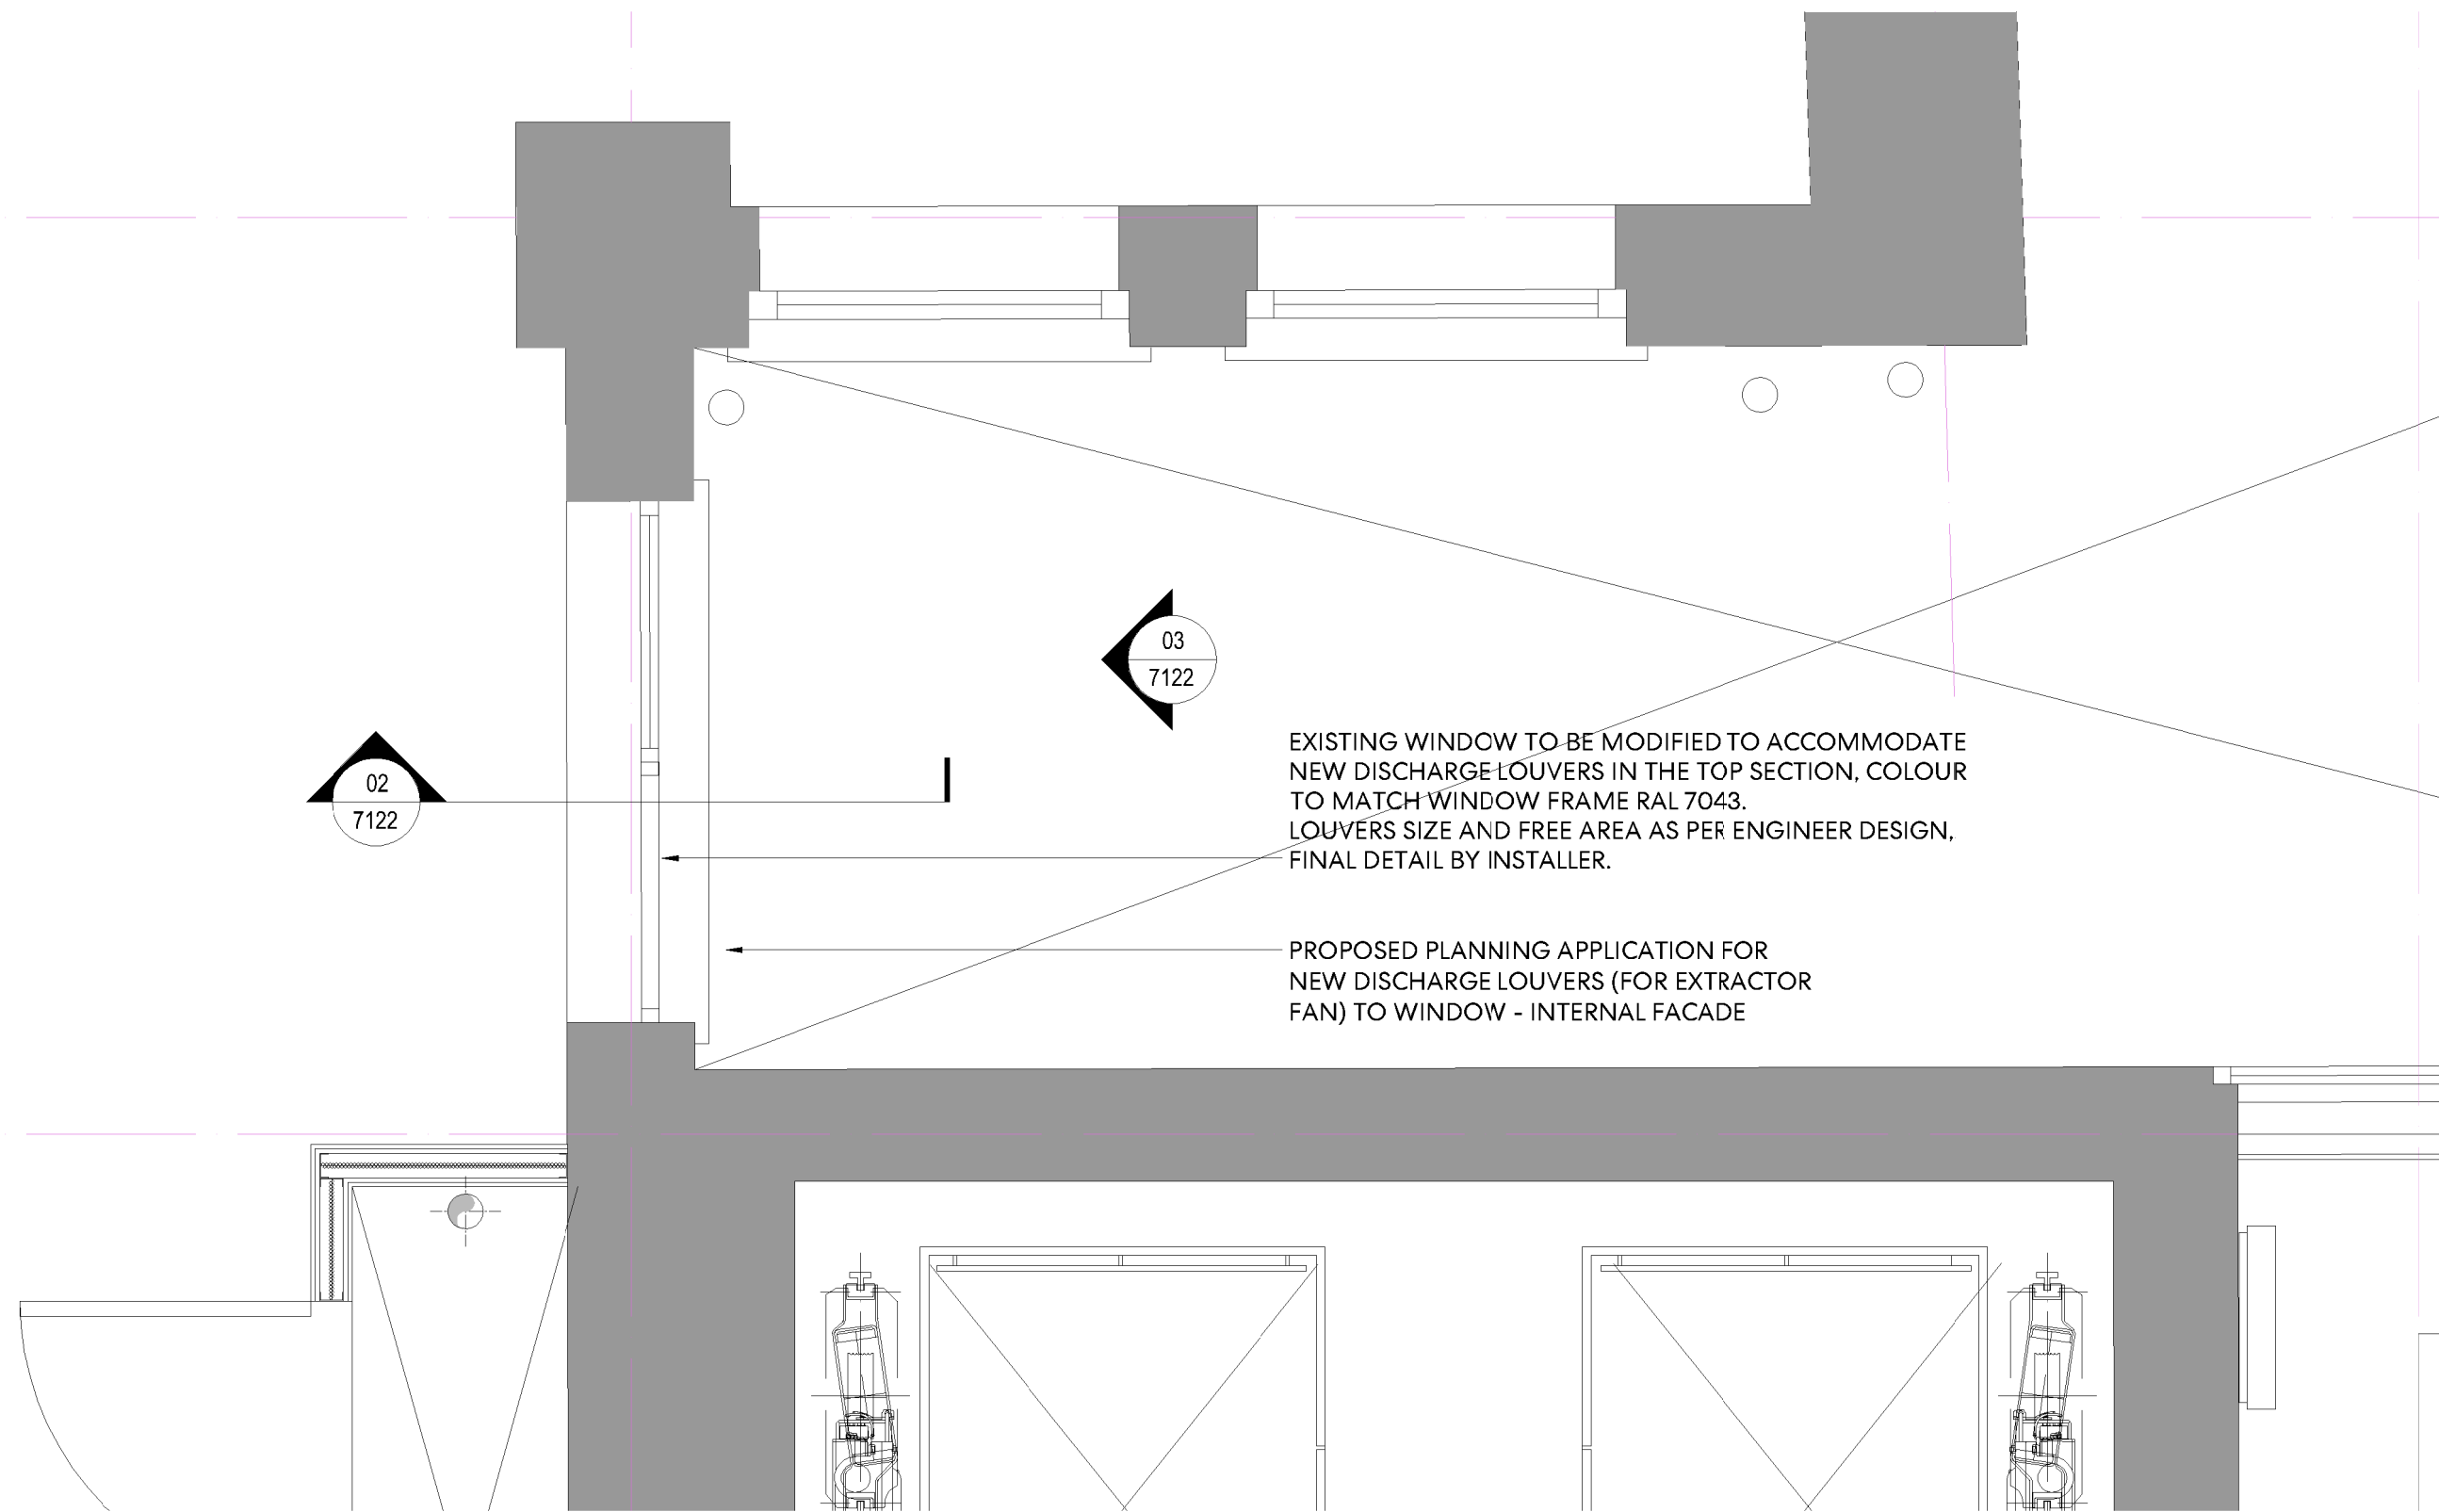 03
7122
02
7122
EXISTING WINDOW TO BE MODIFIED TO ACCOMMODATE
NEW DISCHARGE LOUVERS IN THE TOP SECTION, COLOUR
TO MATCH WINDOW FRAME RAL 7043.
LOUVERS SIZE AND FREE AREA AS PER ENGINEER DESIGN,
FINAL DETAIL BY INSTALLER.
PROPOSED PLANNING APPLICATION FOR
NEW DISCHARGE LOUVERS (FOR EXTRACTOR
FAN) TO WINDOW - INTERNAL FACADE